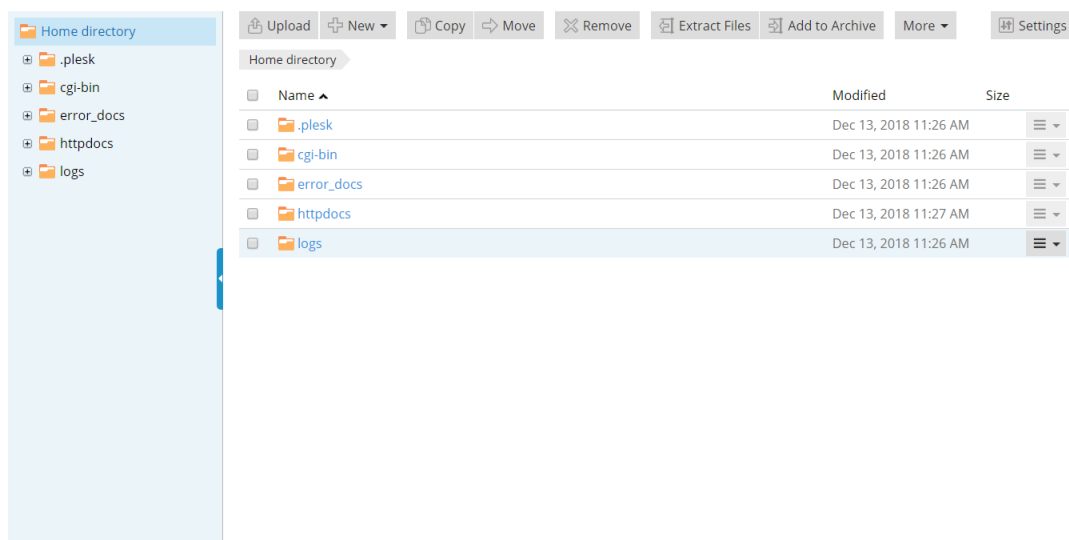 Home directory
.plesk
cgi-bin
error_docs
httpdocs
logs
Upload New Copy Move Remove Extract Files Add to Archive More Settings
Home directory
Name Modified Size
.plesk Dec 13, 2018 11:26 AM
cgi-bin Dec 13, 2018 11:26 AM
error_docs Dec 13, 2018 11:26 AM
httpdocs Dec 13, 2018 11:27 AM
logs Dec 13, 2018 11:26 AM